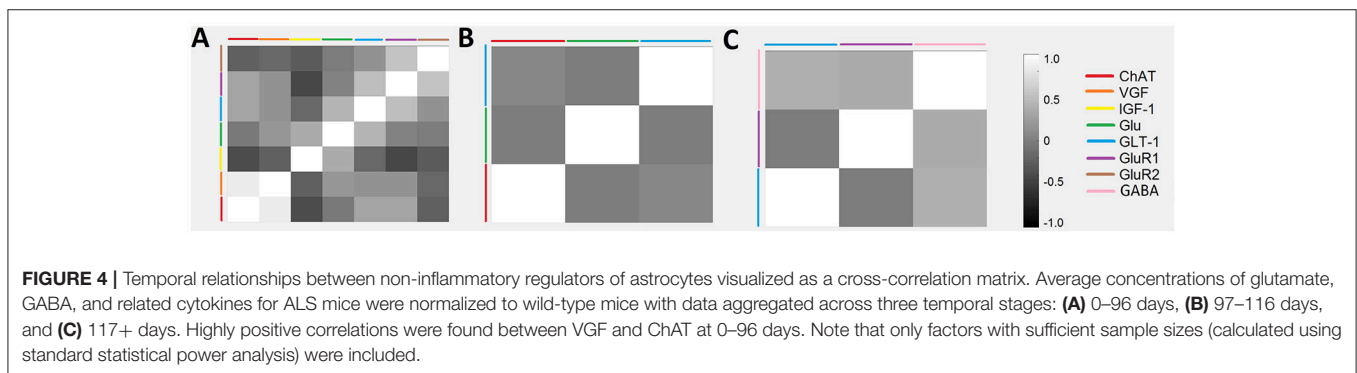 A
B
C
1.0
0.5
0
-0.5
-1.0
ChAT
VGF
IGF-1
Glu
GLT-1
GluR1
GluR2
GABA
FIGURE 4 | Temporal relationships between non-inflammatory regulators of astrocytes visualized as a cross-correlation matrix. Average concentrations of glutamate,
GABA, and related cytokines for ALS mice were normalized to wild-type mice with data aggregated across three temporal stages: (A) 0–96 days, (B) 97–116 days,
and (C) 117+ days. Highly positive correlations were found between VGF and ChAT at 0–96 days. Note that only factors with sufficient sample sizes (calculated using
standard statistical power analysis) were included.